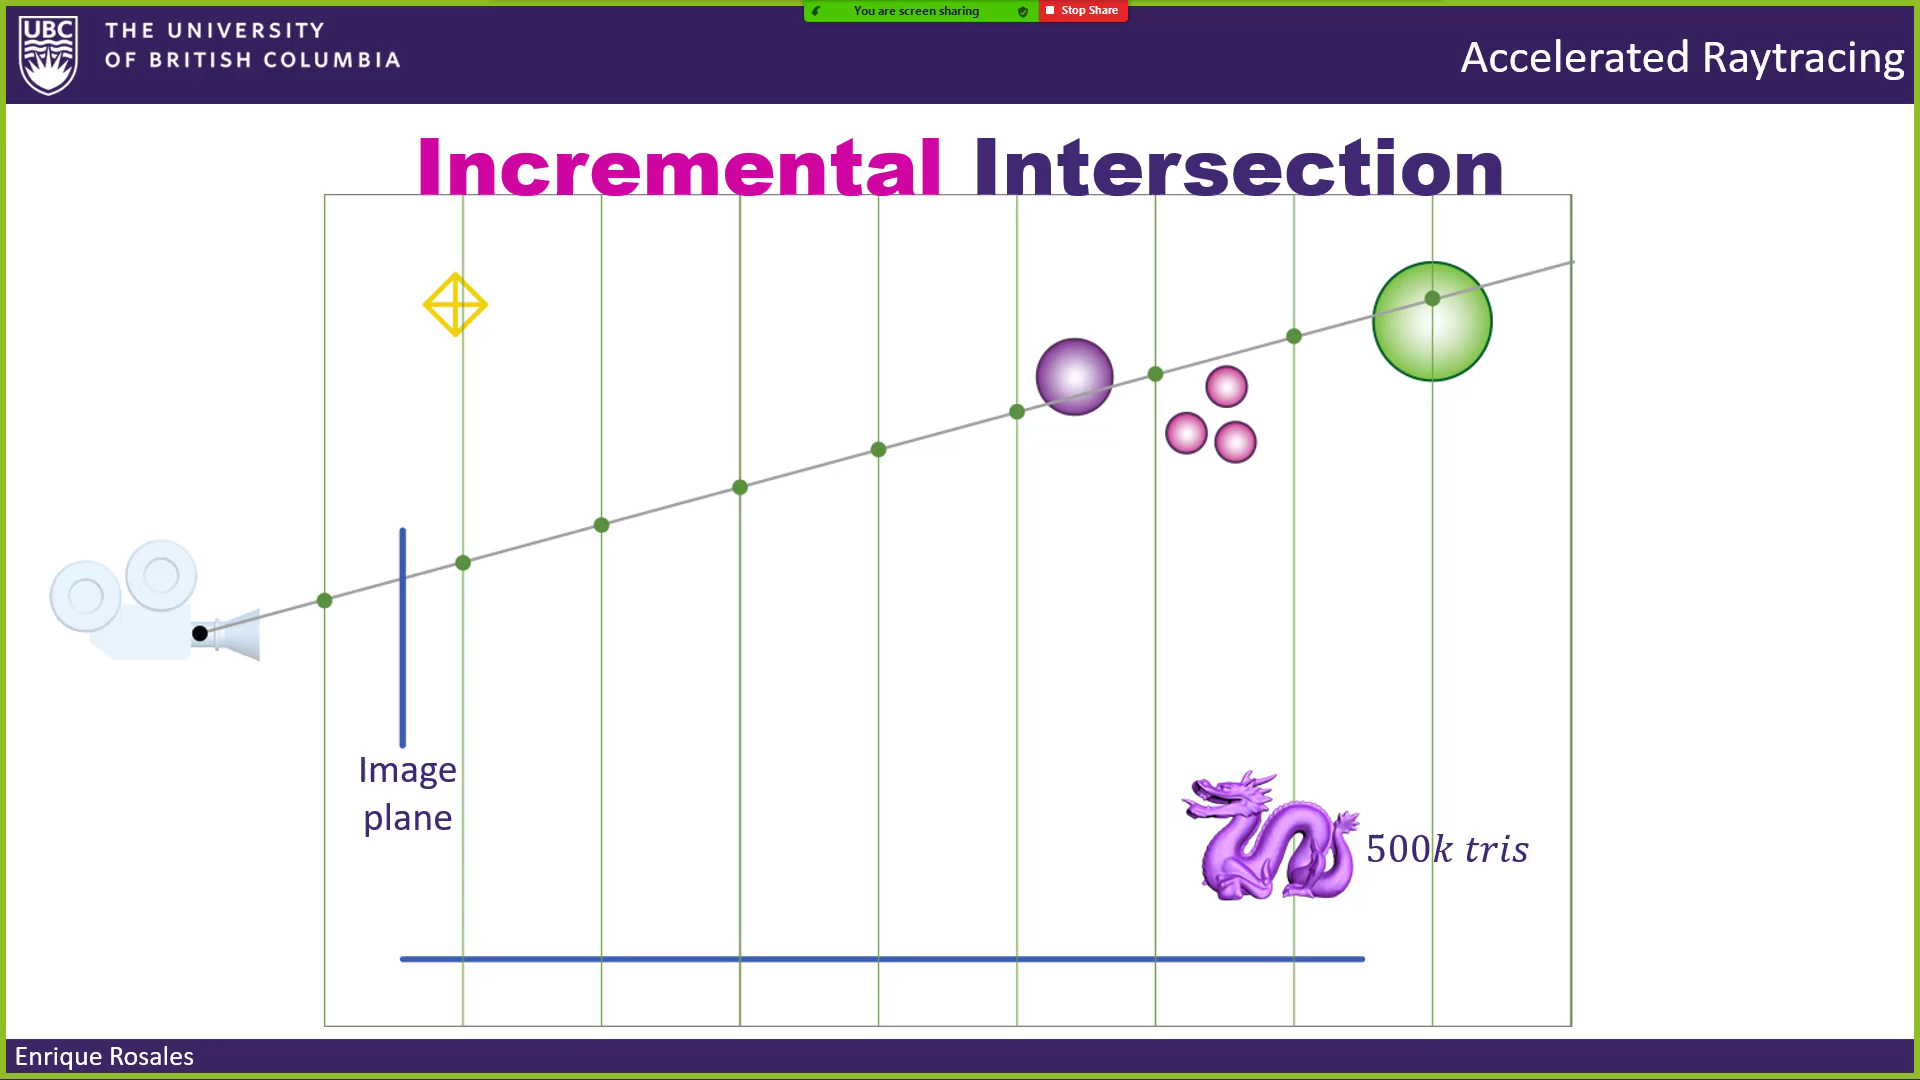 You are screen sharing
Stop Share
UBC
THE UNIVERSITY
OF BRITISH COLUMBIA
Accelerated Raytracing
Incremental Intersection
Image
plane
500k tris
Enrique Rosales